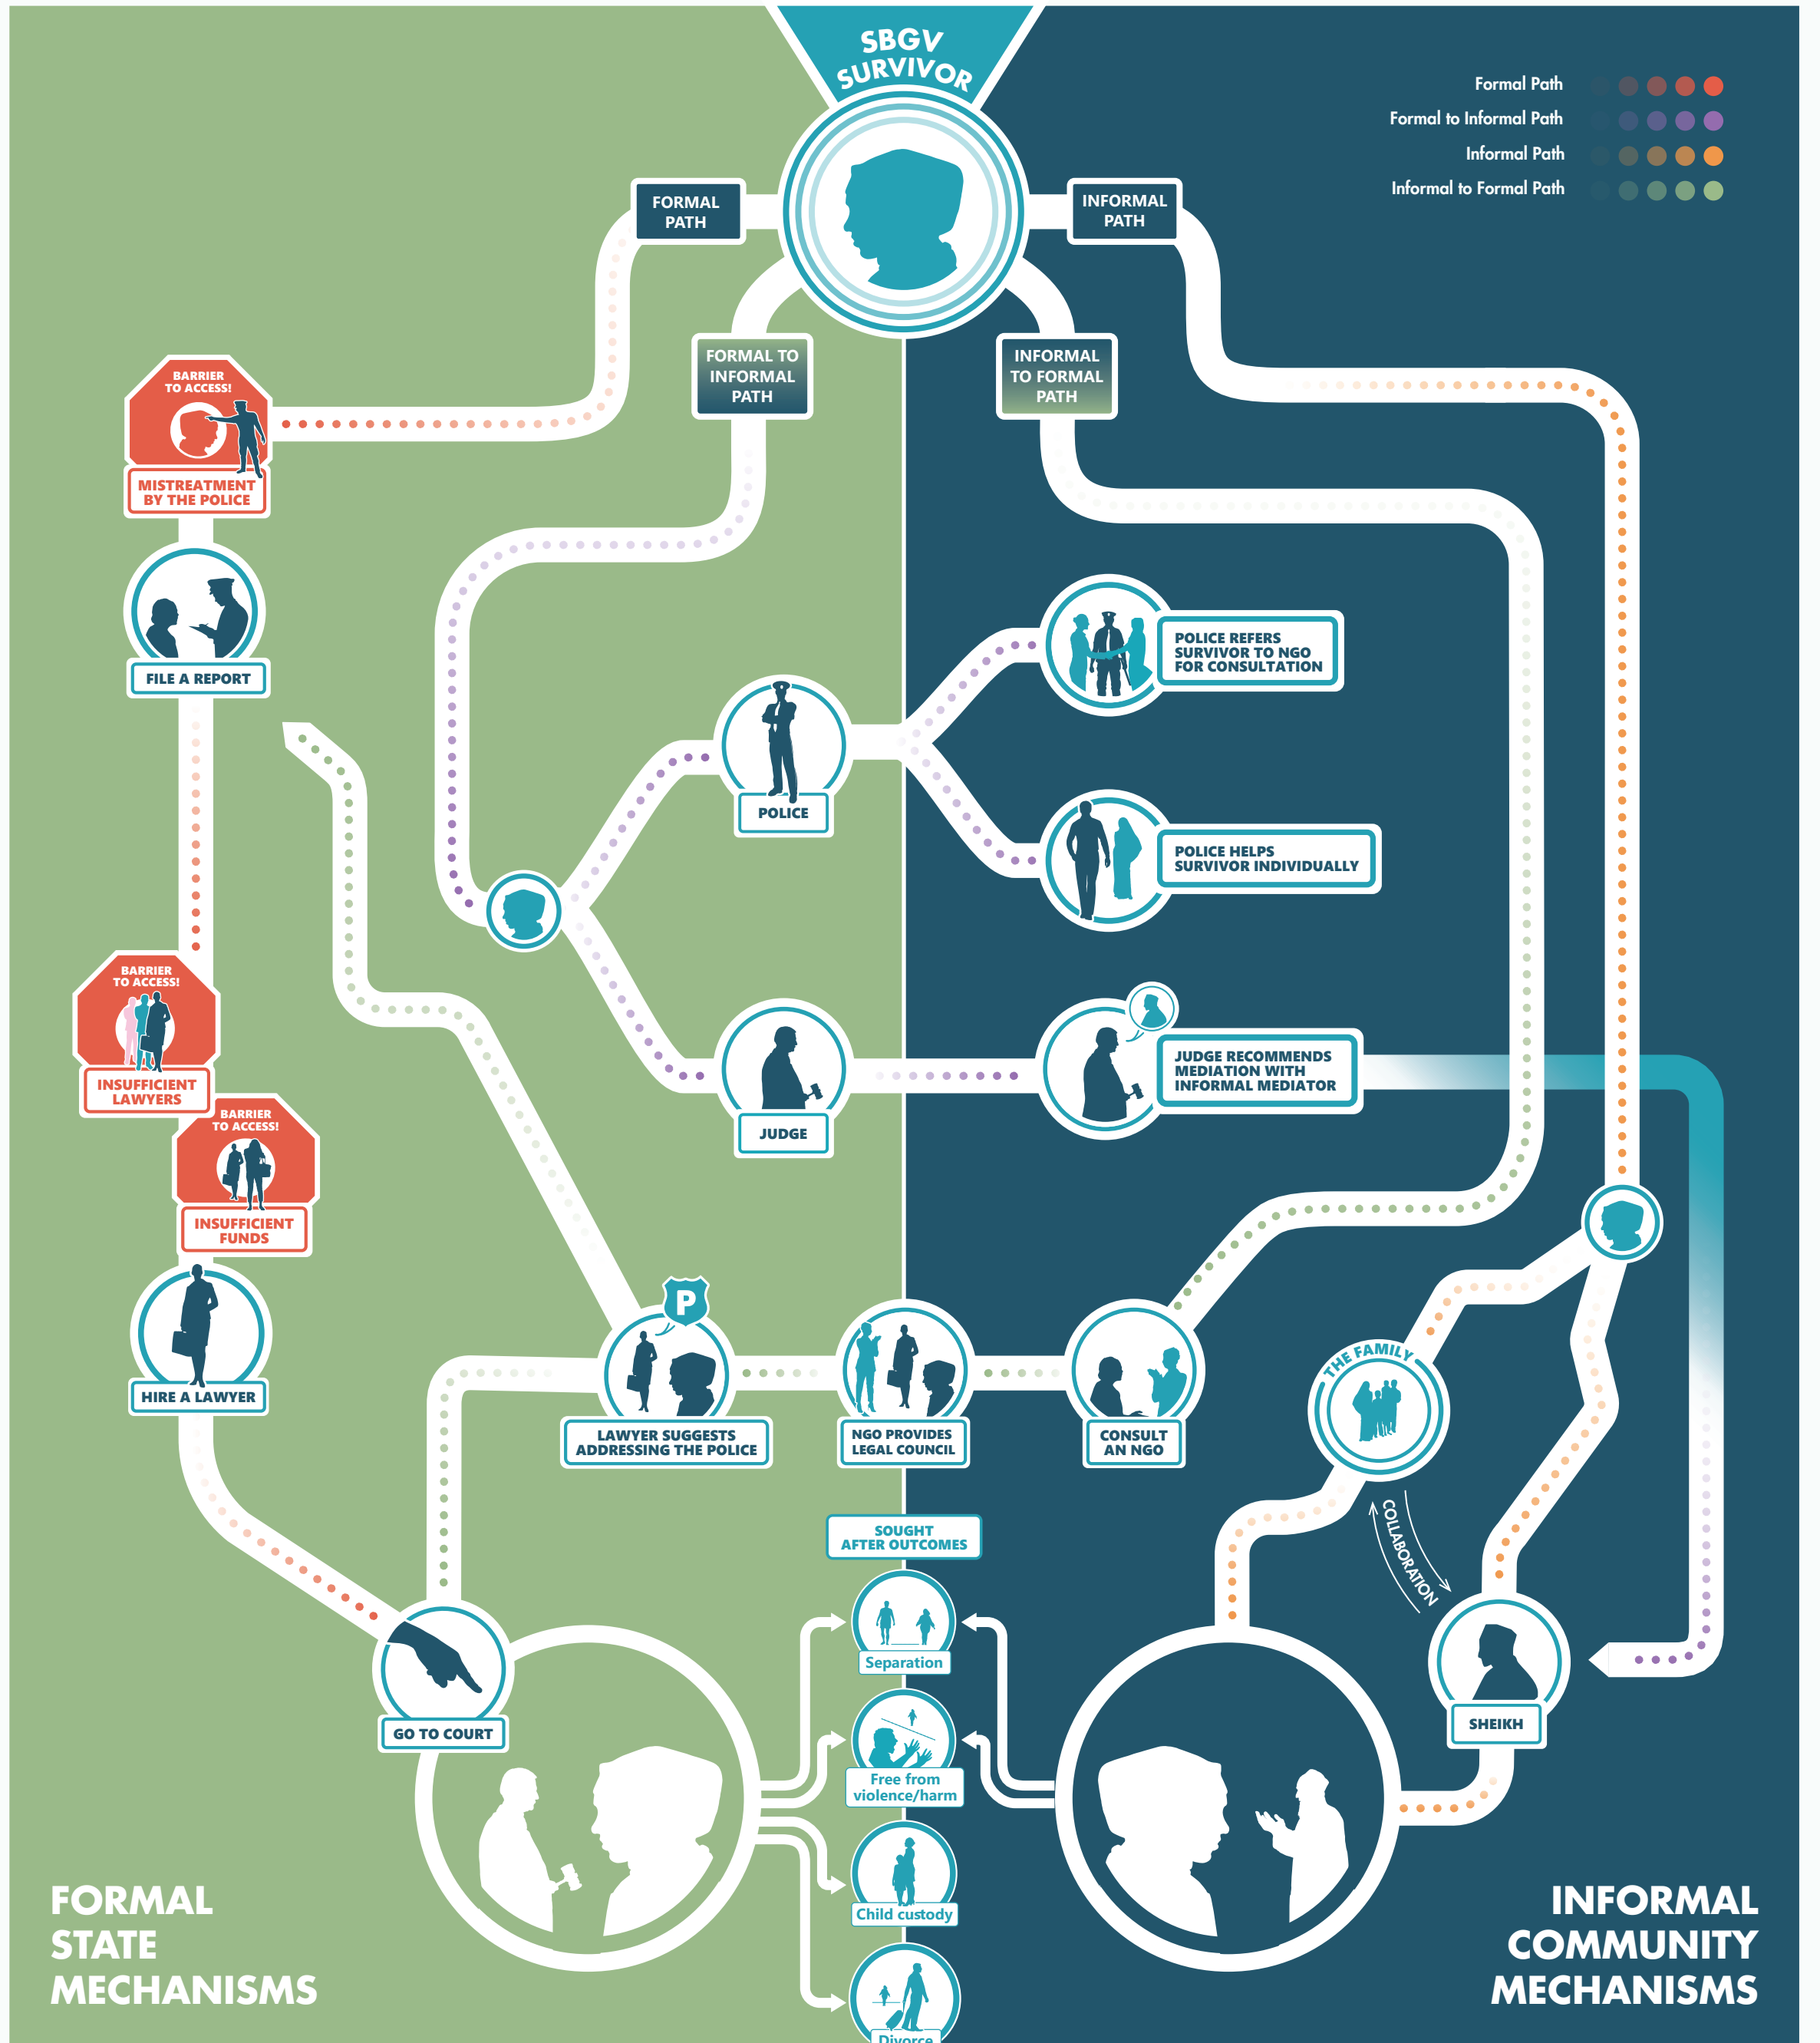 SBGV
SURVIVOR
Formal Path
Formal to Informal Path
Informal Path
Informal to Formal Path
FORMAL
PATH
INFORMAL
PATH
FORMAL TO
INFORMAL
PATH
INFORMAL
TO FORMAL
PATH
BARRIER
TO ACCESS!
MISTREATMENT
BY THE POLICE
FILE A REPORT
POLICE REFERS
SURVIVOR TO NGO
FOR CONSULTATION
POLICE
POLICE HELPS
SURVIVOR INDIVIDUALLY
BARRIER
TO ACCESS!
INSUFFICIENT
LAWYERS
BARRIER
TO ACCESS!
INSUFFICIENT
FUNDS
JUDGE
JUDGE RECOMMENDS
MEDIATION WITH
INFORMAL MEDIATOR
HIRE A LAWYER
P
LAWYER SUGGESTS
ADDRESSING THE POLICE
NGO PROVIDES
LEGAL COUNCIL
CONSULT
AN NGO
THE FAMILY
COLLABORATION
SHEIKH
GO TO COURT
SOUGHT
AFTER OUTCOMES
Separation
Free from
violence/harm
Child custody
Divorce
FORMAL
STATE
MECHANISMS
INFORMAL
COMMUNITY
MECHANISMS